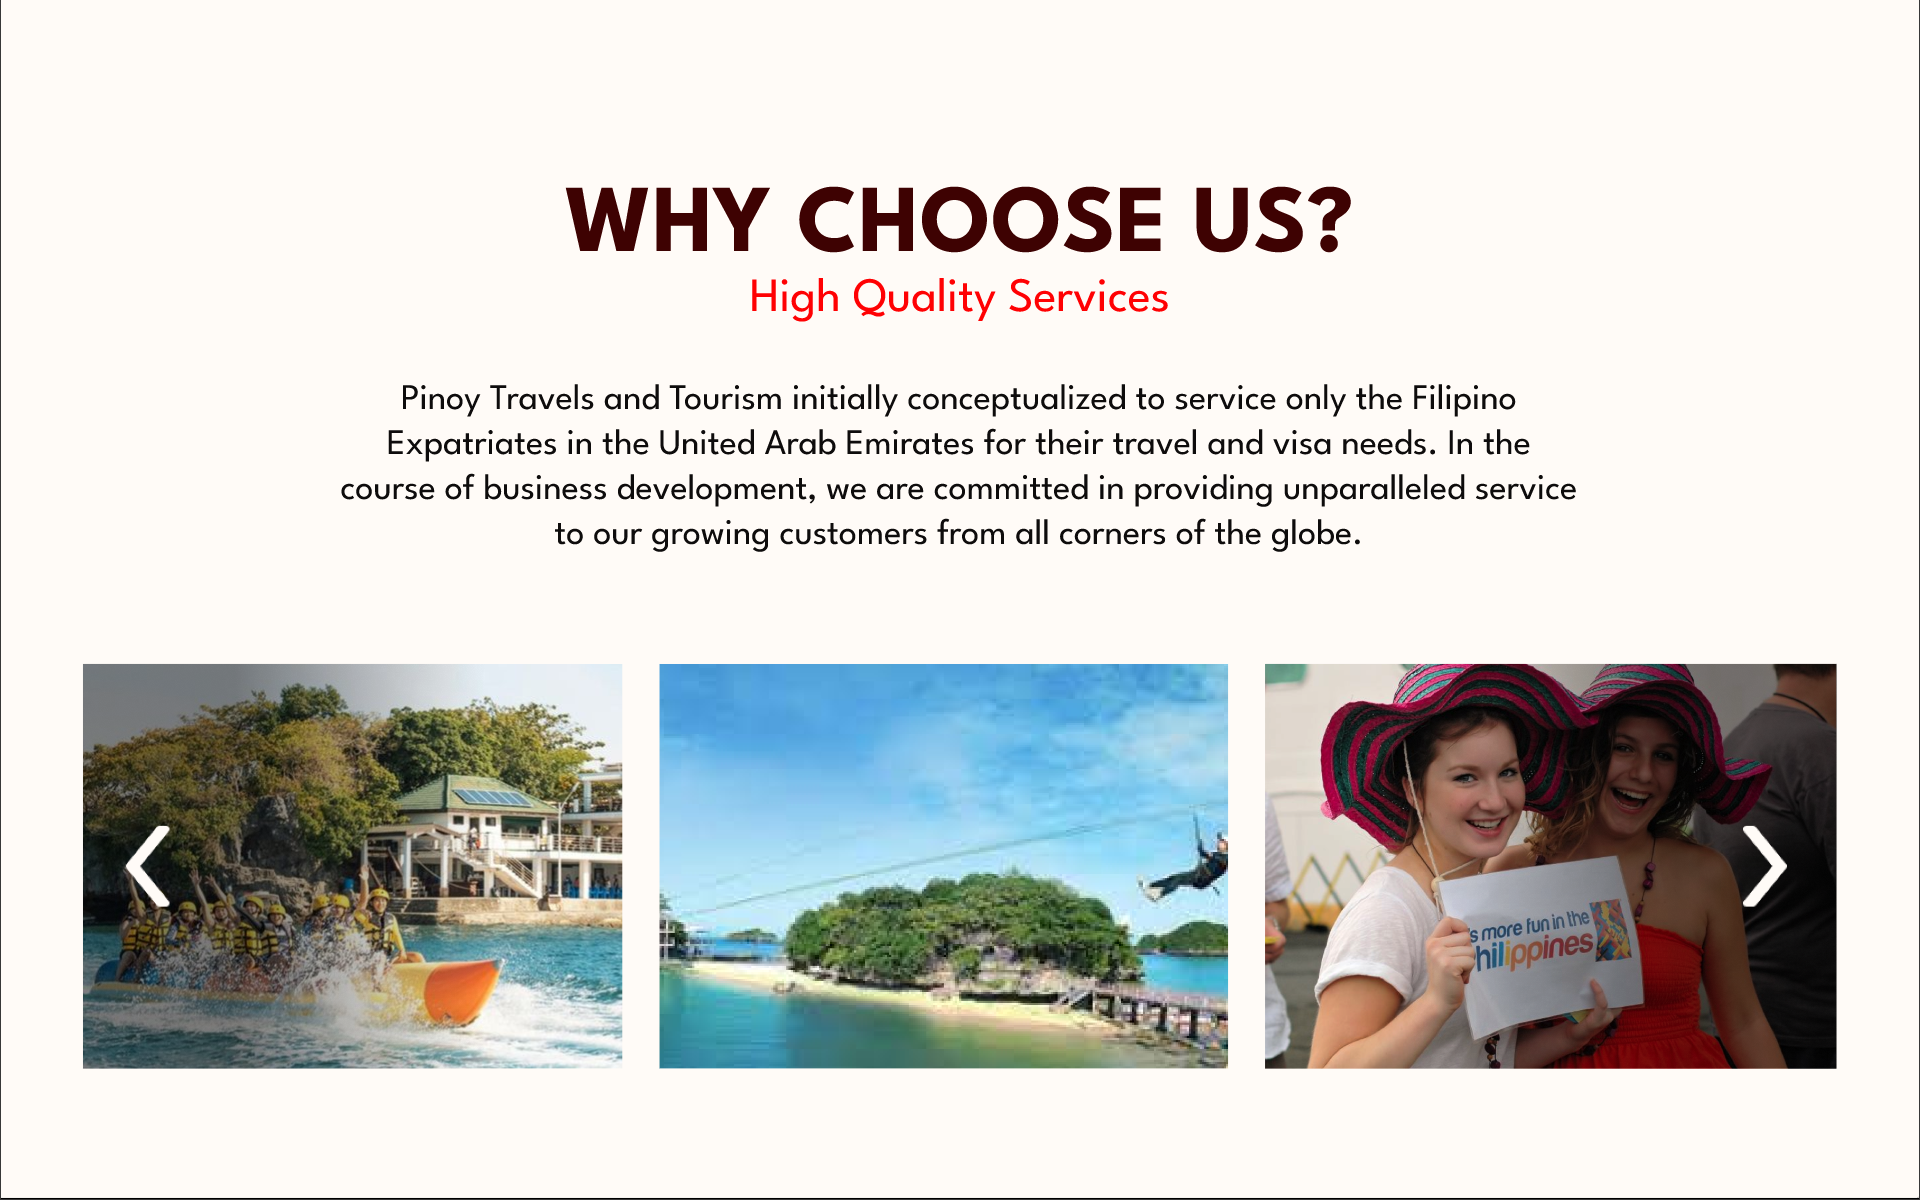 WHY CHOOSE US?
High Quality Services
Pinoy Travels and Tourism initially conceptualized to service only the Filipino
Expatriates in the United Arab Emirates for their travel and visa needs. In the
course of business development, we are committed in providing unparalleled service
to our growing customers from all corners of the globe.
's more fun in the
hilippines